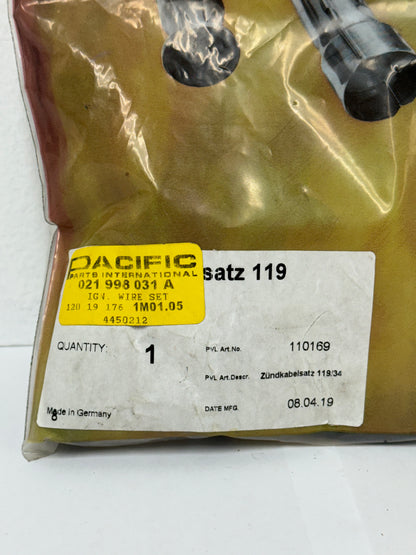 PACIFIC
PARTS INTERNATIONAL
021 998 031 A
IGN. WIRE SET
120 19 176 1M01.05
4450212
satz 119
QUANTITY: 1
PVL Art.No. 110169
PVL Art.Descr. Zündkabelsatz 119/34
DATE MFG. 08.04.19
Made in Germany
8